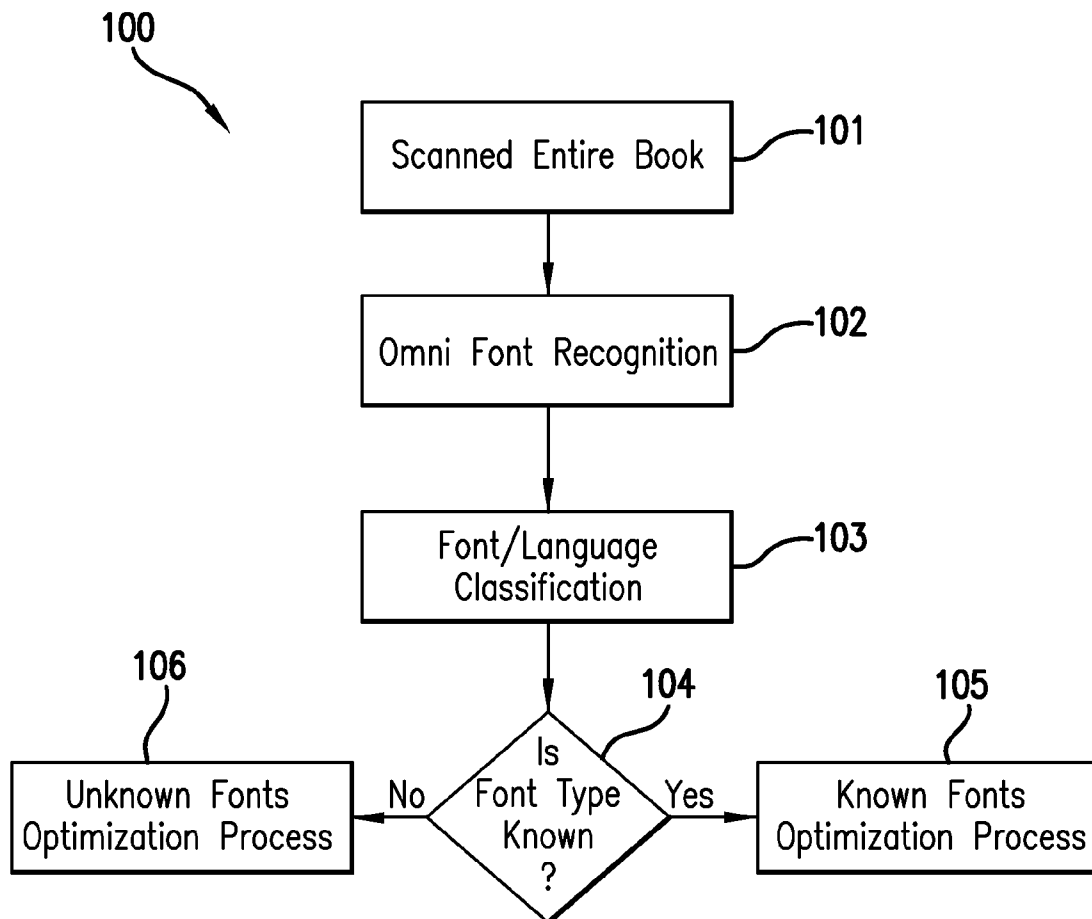 100
Scanned Entire Book
101
Omni Font Recognition
102
Font/Language
Classification
103
106
104
105
Unknown Fonts
Optimization Process
No
Is
Font Type
Known
?
Yes
Known Fonts
Optimization Process